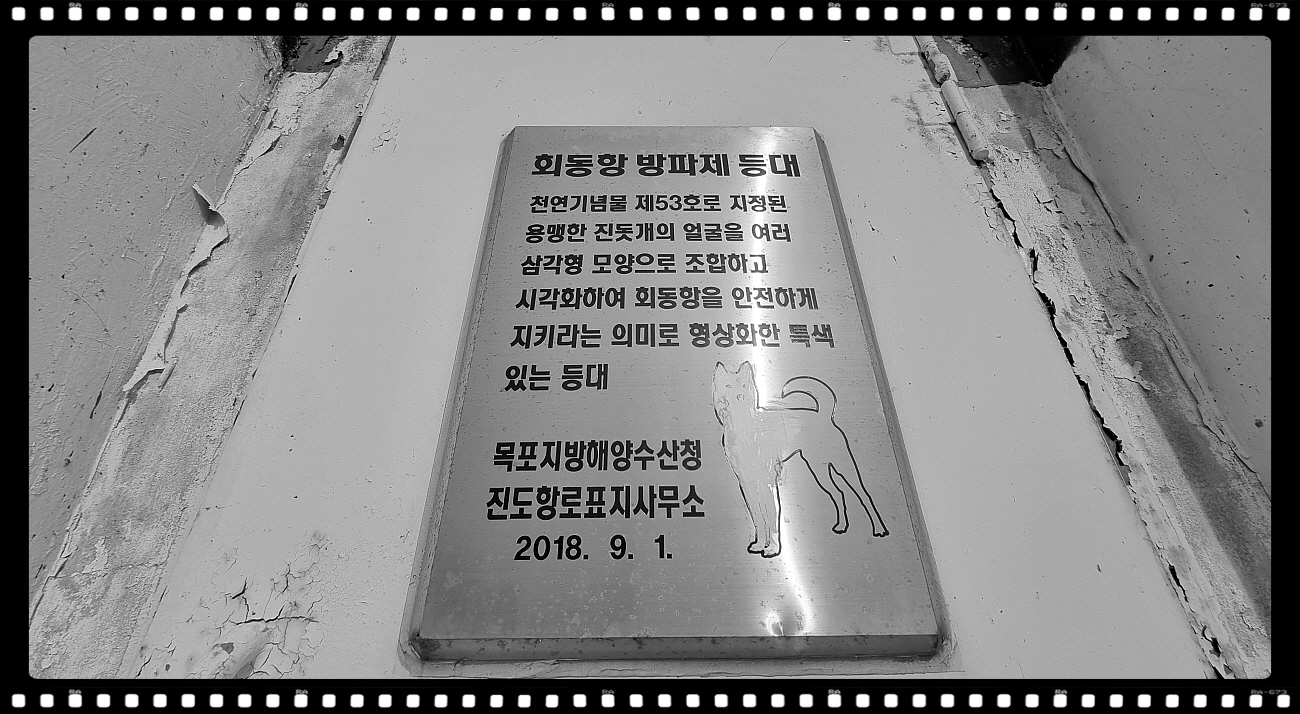 회동항 방파제 등대
천연기념물 제53호로 지정된
용맹한 진돗개의 얼굴을 여러
삼각형 모양으로 조합하고
시각화하여 회동항을 안전하게
지키라는 의미로 형상화한 특색
있는 등대
목포지방해양수산청
진도항로표지사무소
2018. 9. 1.